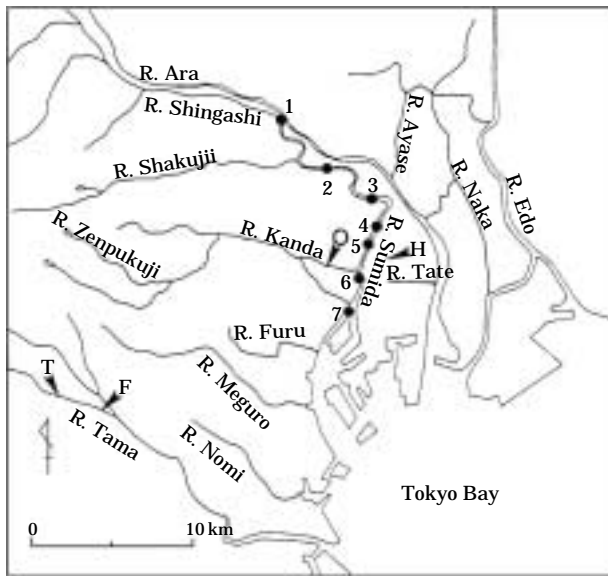 R. Ara
R. Shingashi
1
R. Shakujii
2
R. Ayase
R. Naka
R. Edo
3
R. Zenpukuji
R. Kanda
O
4
5
R. Sumida
H
6
R. Tate
7
R. Furu
T
F
R. Meguro
R. Tama
R. Nomi
Tokyo Bay
0
10 km